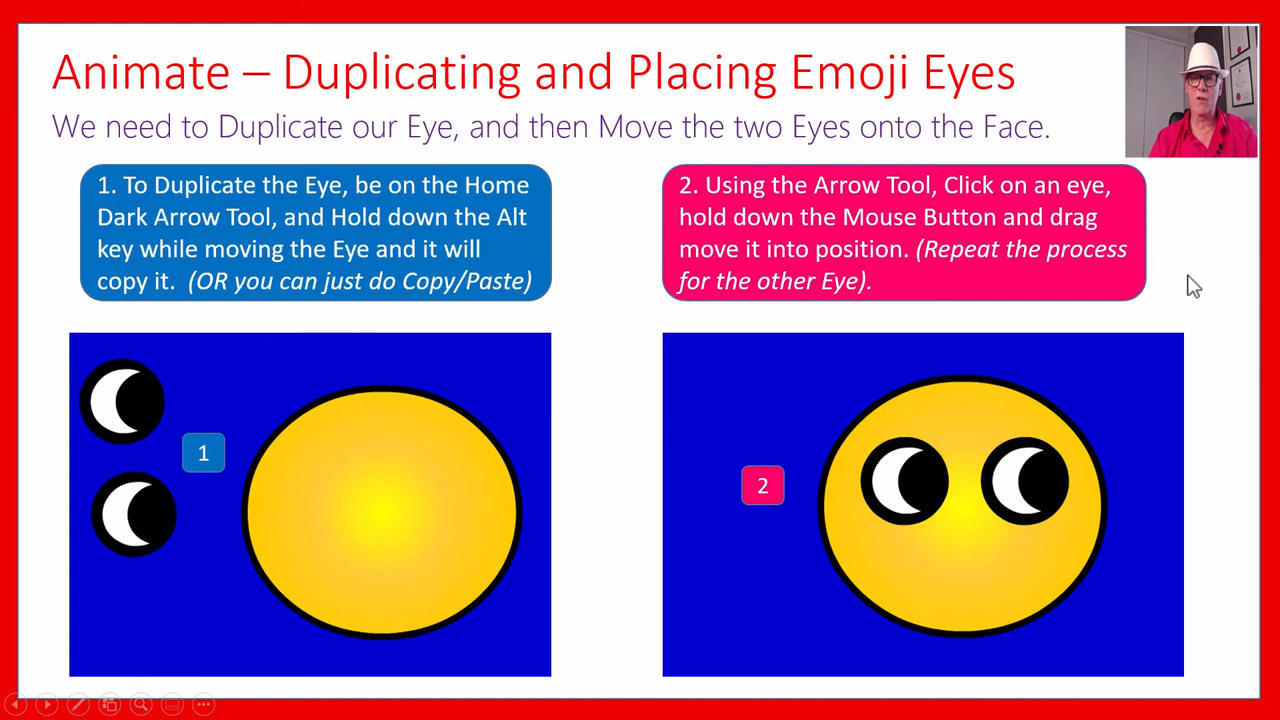 Animate – Duplicating and Placing Emoji Eyes
We need to Duplicate our Eye, and then Move the two Eyes onto the Face.
1. To Duplicate the Eye, be on the Home
Dark Arrow Tool, and Hold down the Alt
key while moving the Eye and it will
copy it. (OR you can just do Copy/Paste)
2. Using the Arrow Tool, Click on an eye,
hold down the Mouse Button and drag
move it into position. (Repeat the process
for the other Eye).
1
2